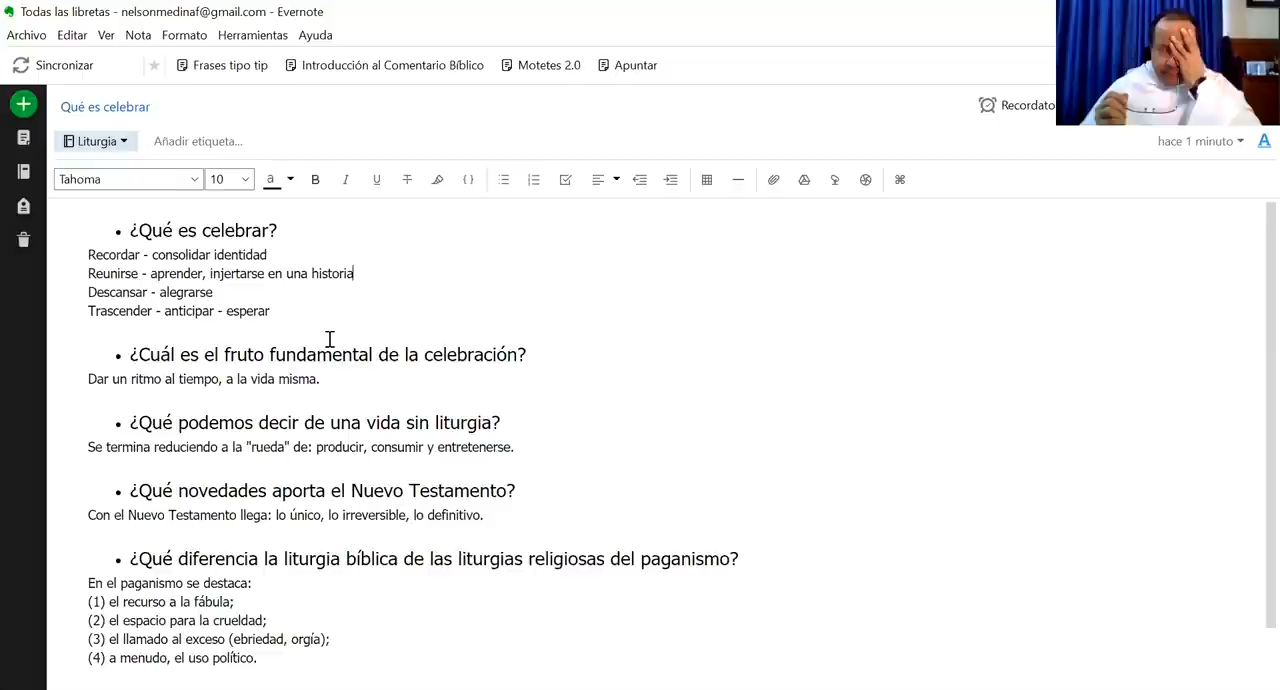 Todas las libretas - nelsonmedinaf@gmail.com - Evernote
Archivo Editar Ver Nota Formato Herramientas Ayuda
Sincronizar Frases tipo tip Introducción al Comentario Bíblico Motetes 2.0 Apuntar
Qué es celebrar Recordato
Liturgia Añadir etiqueta... hace 1 minuto A
Tahoma 10 a B I U T { }
• ¿Qué es celebrar?
Recordar - consolidar identidad
Reunirse - aprender, injertarse en una historia
Descansar - alegrarse
Trascender - anticipar - esperar
• ¿Cuál es el fruto fundamental de la celebración?
Dar un ritmo al tiempo, a la vida misma.
• ¿Qué podemos decir de una vida sin liturgia?
Se termina reduciendo a la "rueda" de: producir, consumir y entretenerse.
• ¿Qué novedades aporta el Nuevo Testamento?
Con el Nuevo Testamento llega: lo único, lo irreversible, lo definitivo.
• ¿Qué diferencia la liturgia bíblica de las liturgias religiosas del paganismo?
En el paganismo se destaca:
(1) el recurso a la fábula;
(2) el espacio para la crueldad;
(3) el llamado al exceso (ebriedad, orgía);
(4) a menudo, el uso político.